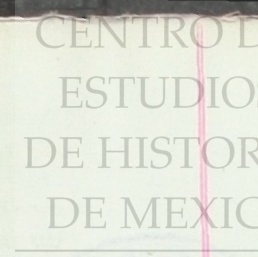 CENTRO D
ESTUDIO
DE HISTOR
DE MEXIC